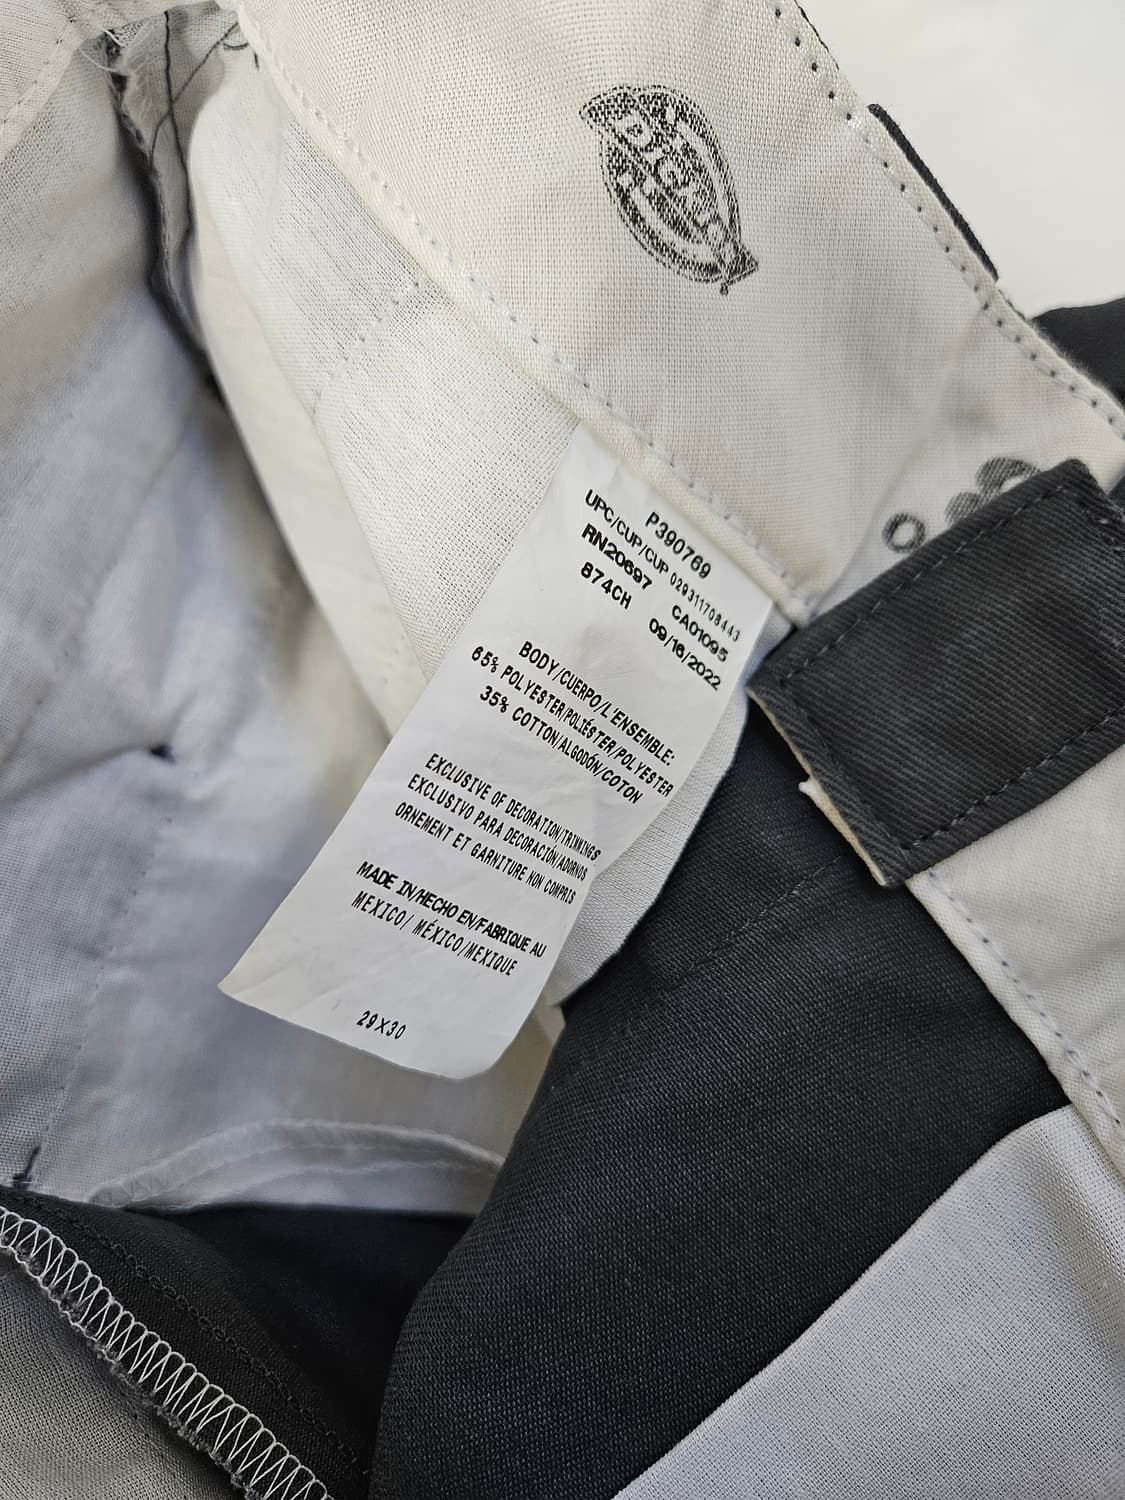 Dickies
P390769
UPC/CUP/CUP 029311708443
RN20697 CA01095
874CH 09/16/2022
BODY/CUERPO/L'ENSEMBLE:
65% POLYESTER/POLIÉSTER/POLYESTER
35% COTTON/ALGODÓN/COTON
EXCLUSIVE OF DECORATION/TRIMMINGS
EXCLUSIVO PARA DECORACIÓN/ADORNOS
ORNEMENT ET GARNITURE NON COMPRIS
MADE IN/HECHO EN/FABRIQUE AU
MEXICO/ MÉXICO/MEXIQUE
29X30